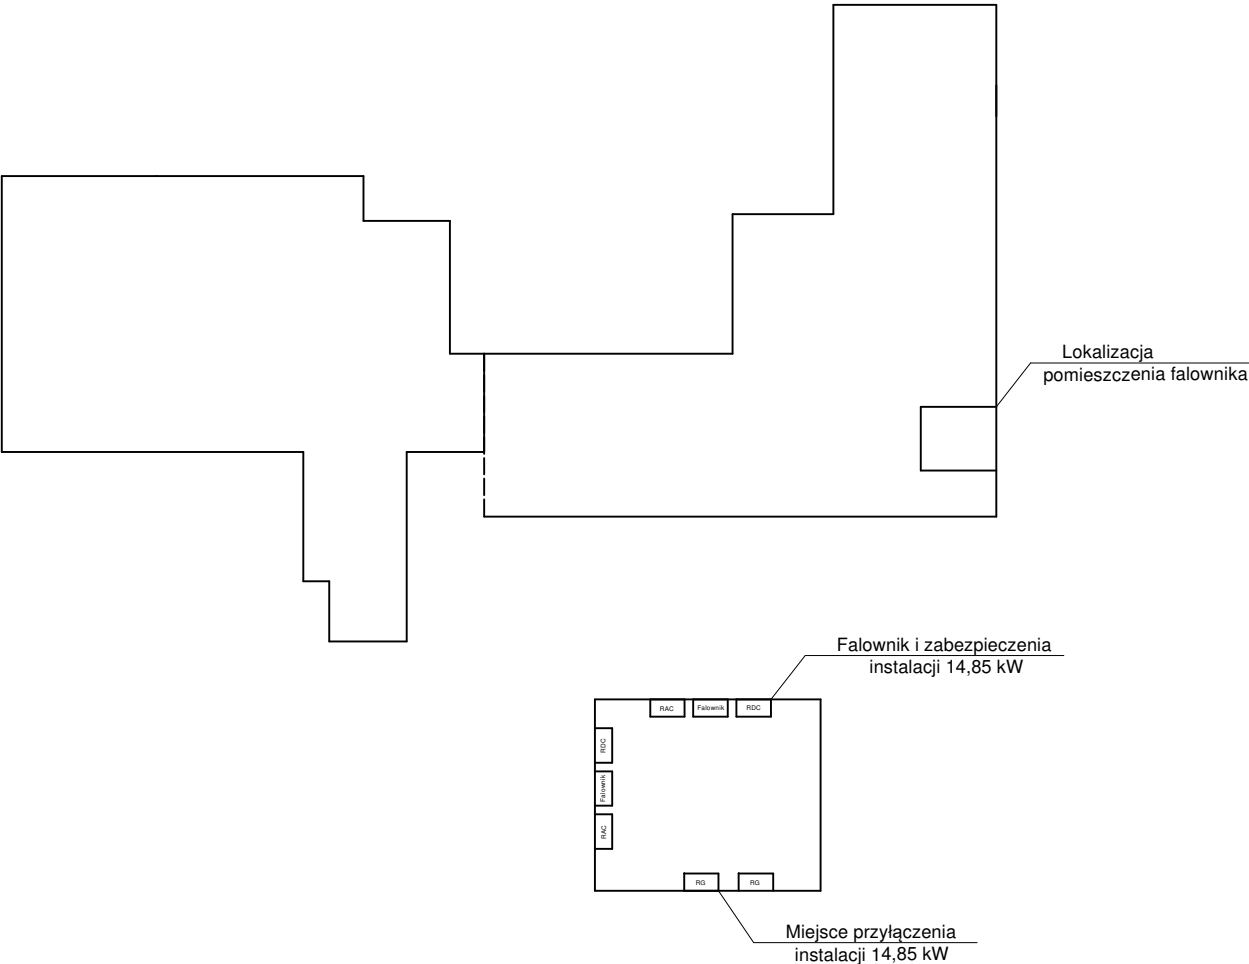 Lokalizacja
pomieszczenia falownika
Falownik i zabezpieczenia
instalacji 14,85 kW
RAC Falownik RDC
RDC
Falownik
RAC
RG RG
Miejsce przyłączenia
instalacji 14,85 kW